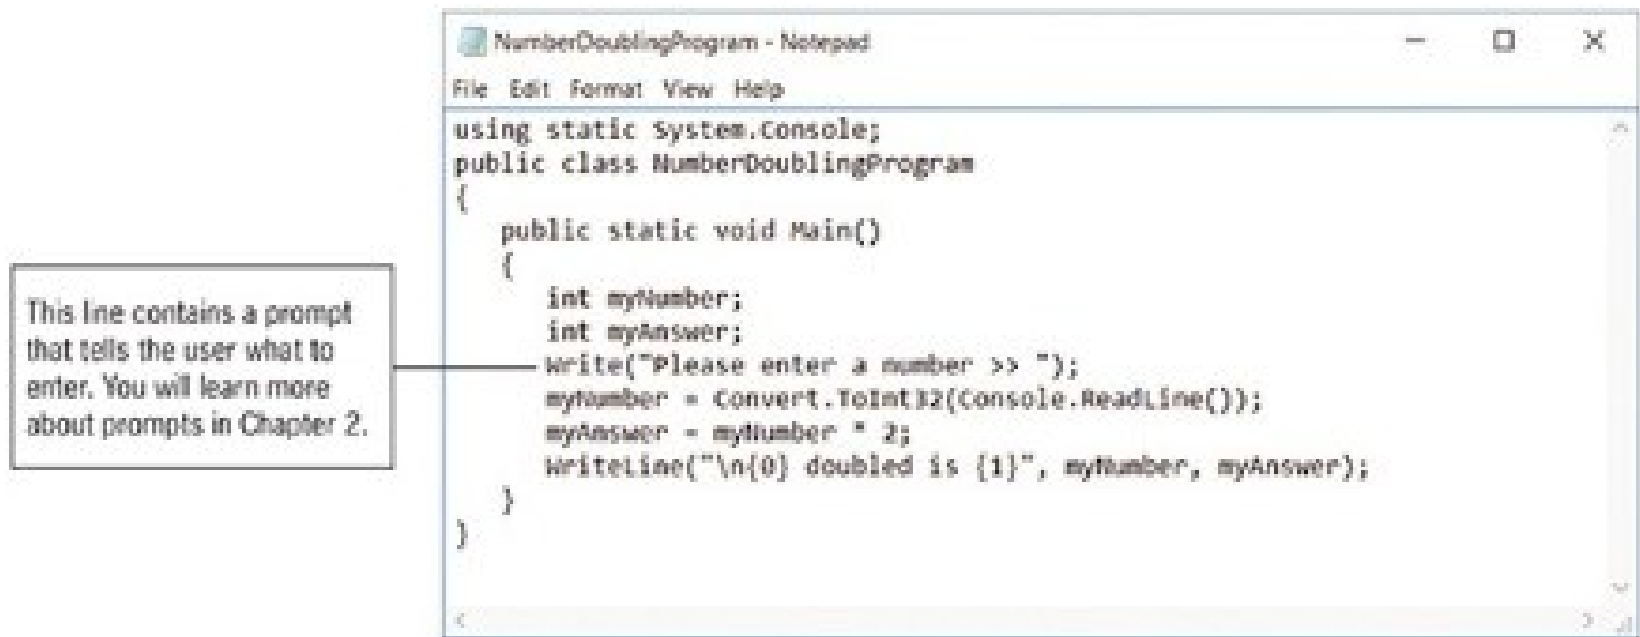 NumberDoublingProgram - Notepad
File Edit Format View Help
using static System.Console;
public class NumberDoublingProgram
{
public static void Main()
{
int myNumber;
int myAnswer;
This line contains a prompt
that tells the user what to
enter. You will learn more
about prompts in Chapter 2.
Write("Please enter a number >> ");
myNumber = Convert.ToInt32(Console.ReadLine());
myAnswer = myNumber * 2;
WriteLine("\n{0} doubled is {1}", myNumber, myAnswer);
}
}